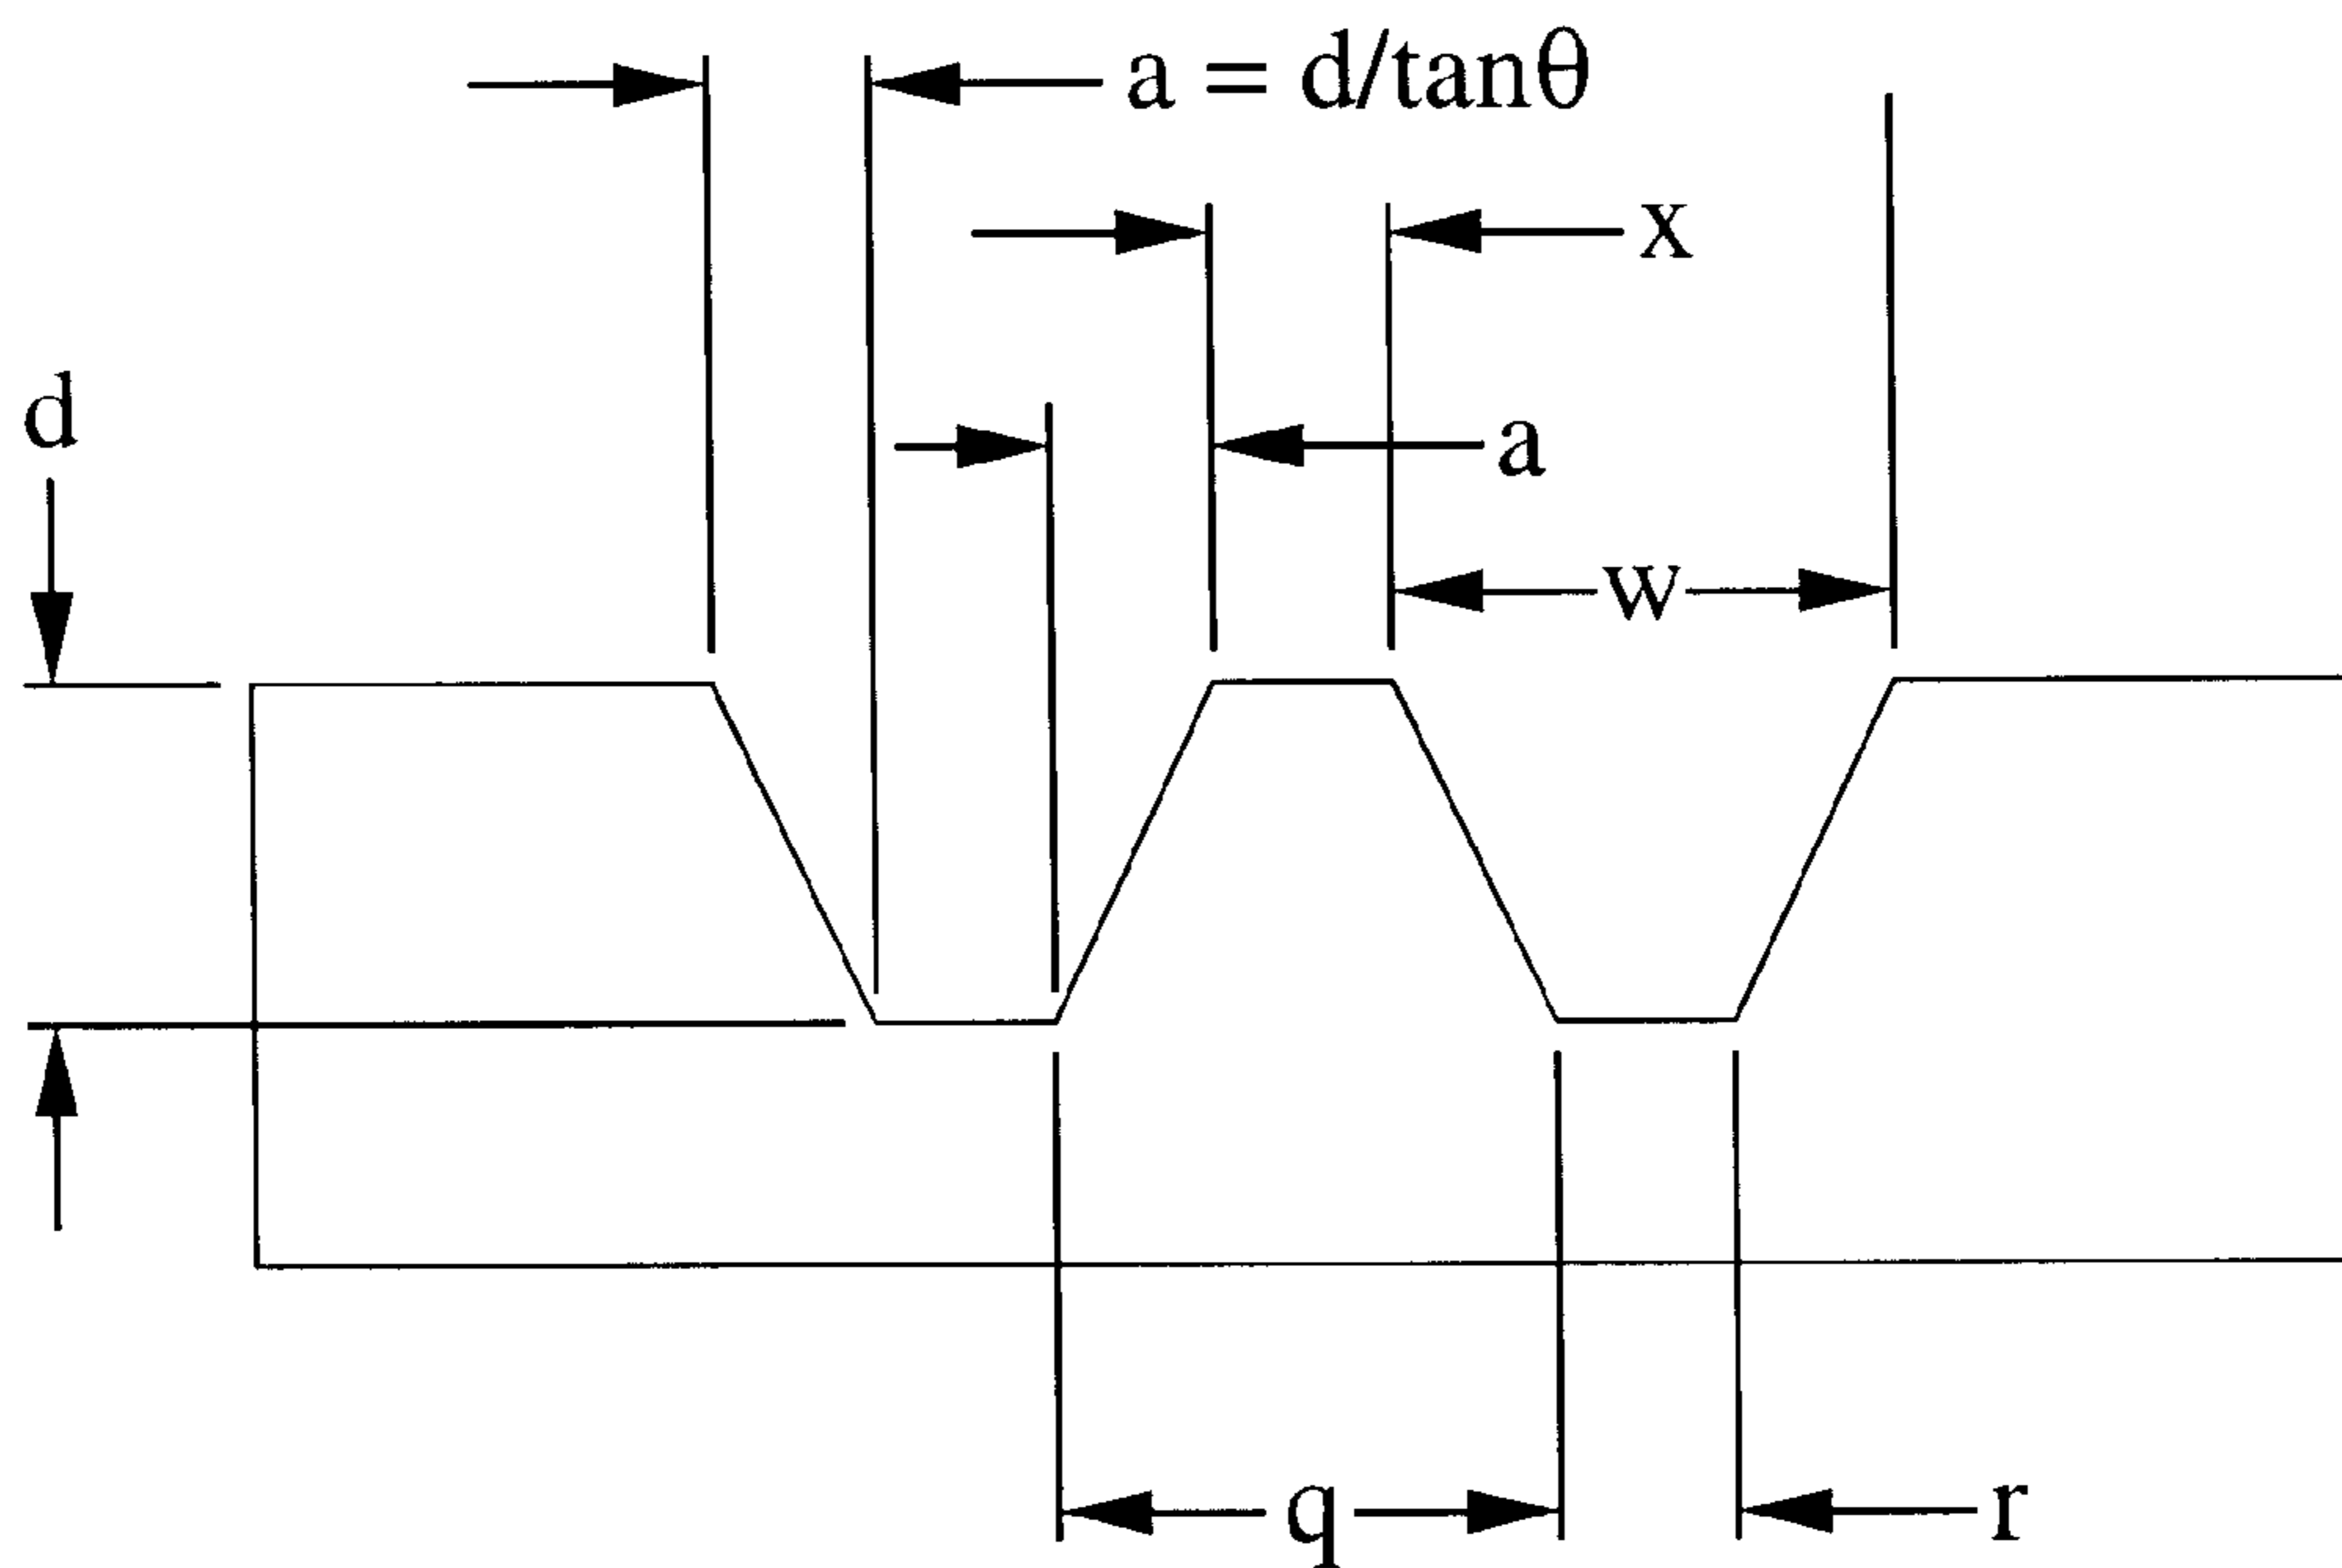 a = d/tanθ
x
d
a
w
q
r